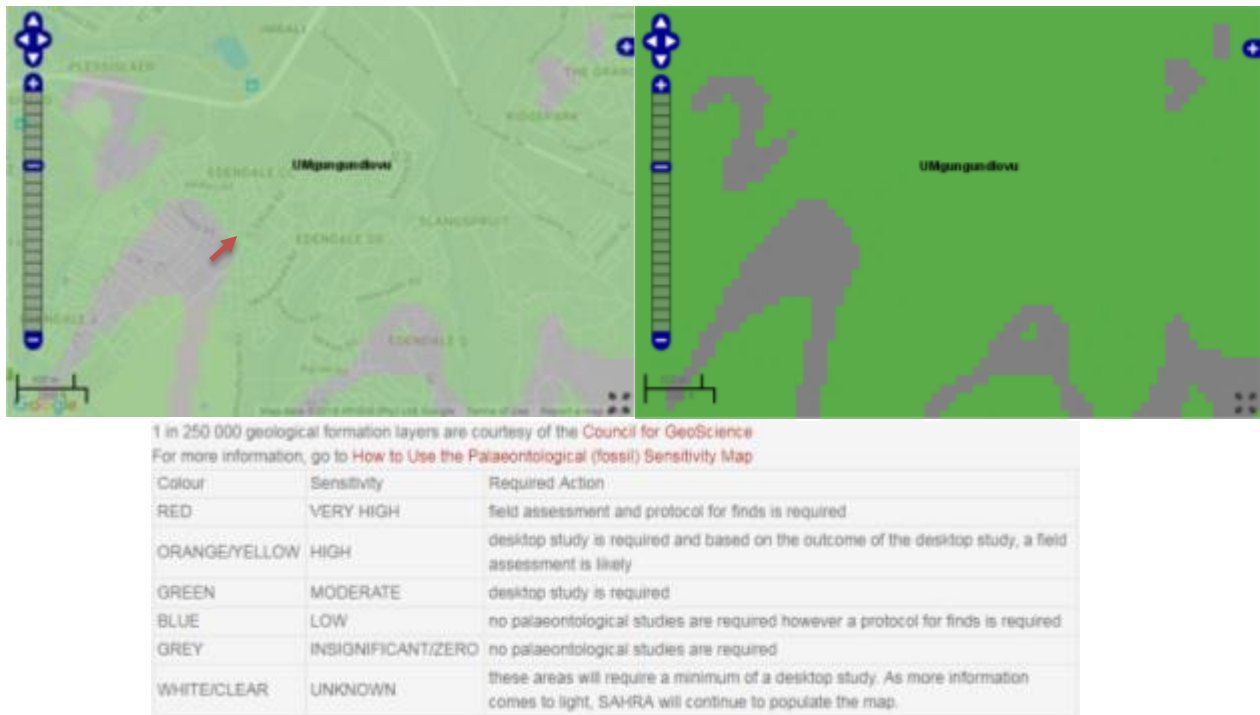 IMBALI
PLESSISLAER
THE GRANGE
RIDGEPARK
UMgungundlovu
UMgungundlovu
SLANGSPRUIT
EDENDALE DD
Google
Terms of Use
1 in 250 000 geological formation layers are courtesy of the Council for GeoScience
For more information, go to How to Use the Palaeontological (fossil) Sensitivity Map
Colour Sensitivity Required Action
RED VERY HIGH field assessment and protocol for finds is required
ORANGE/YELLOW HIGH desktop study is required and based on the outcome of the desktop study, a field
assessment is likely
GREEN MODERATE desktop study is required
BLUE LOW no palaeontological studies are required however a protocol for finds is required
GREY INSIGNIFICANT/ZERO no palaeontological studies are required
WHITE/CLEAR UNKNOWN these areas will require a minimum of a desktop study. As more information
comes to light, SAHRA will continue to populate the map.